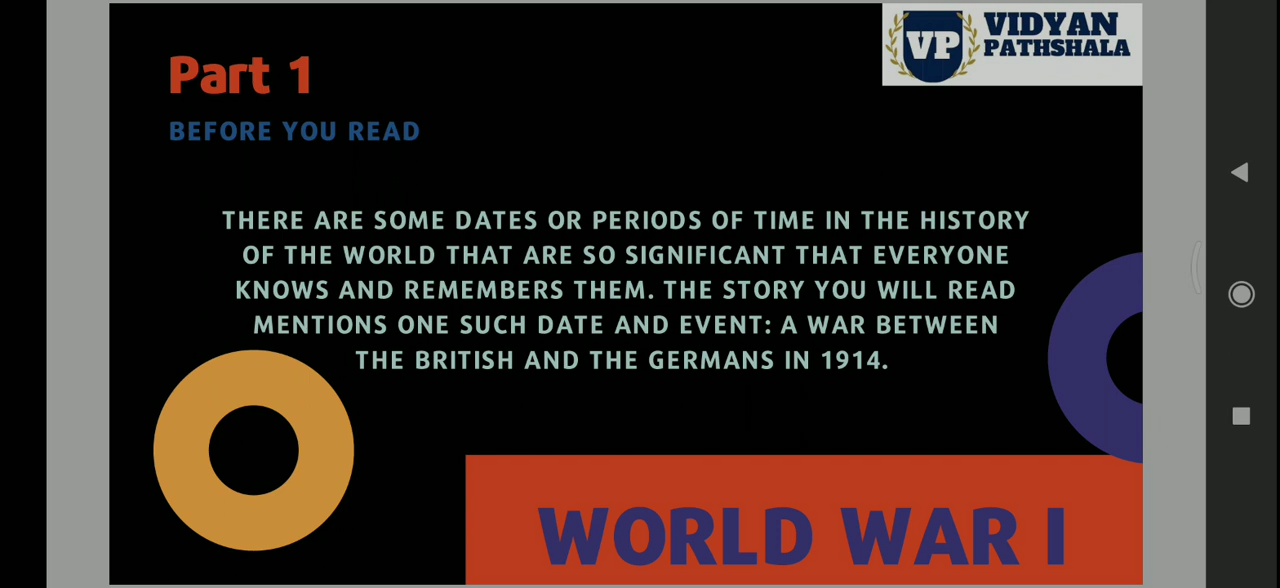 VP VIDYAN
PATHSHALA
Part 1
BEFORE YOU READ
THERE ARE SOME DATES OR PERIODS OF TIME IN THE HISTORY
OF THE WORLD THAT ARE SO SIGNIFICANT THAT EVERYONE
KNOWS AND REMEMBERS THEM. THE STORY YOU WILL READ
MENTIONS ONE SUCH DATE AND EVENT: A WAR BETWEEN
THE BRITISH AND THE GERMANS IN 1914.
WORLD WAR I